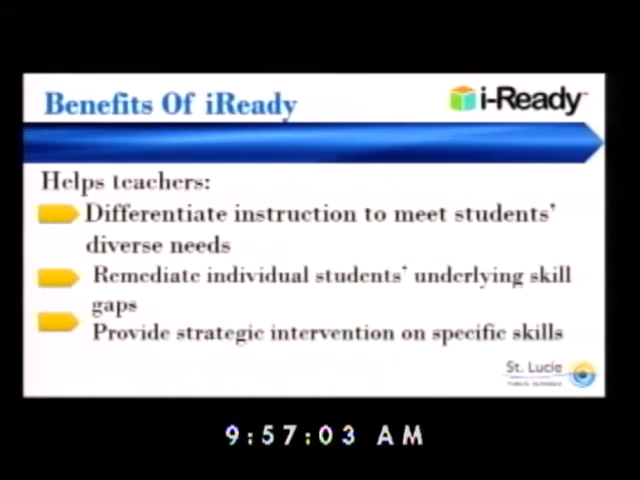 Benefits Of iReady
i-Ready
Helps teachers:
Differentiate instruction to meet students'
diverse needs
Remediate individual students' underlying skill
gaps
Provide strategic intervention on specific skills
St. Lucie
9:57:03 AM